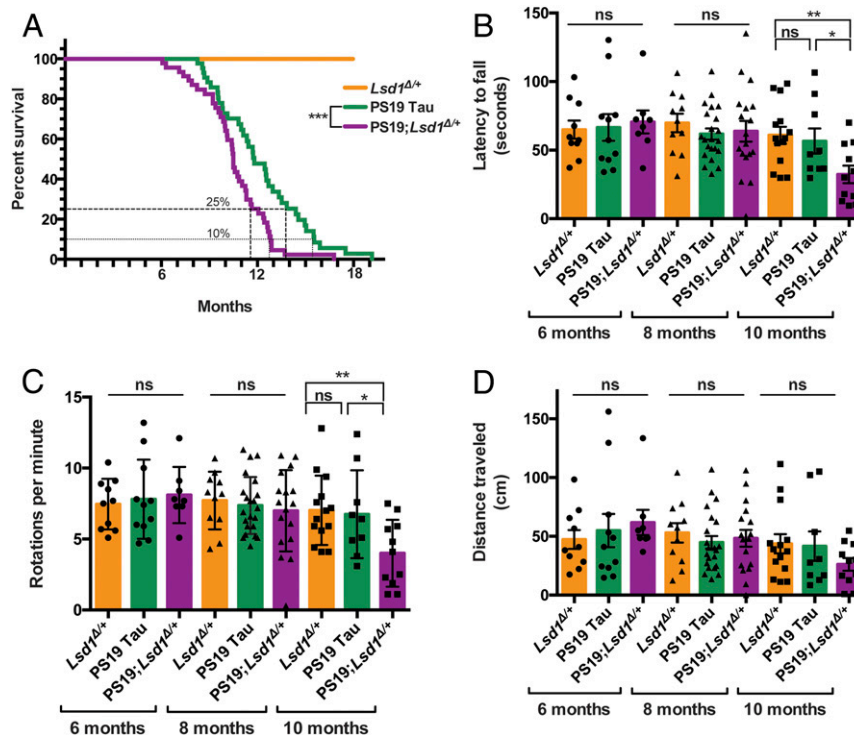 A
Percent survival
100
80
60
40
20
0
25%
10%
6
12
18
Months
Lsd1Δ/+
PS19 Tau
PS19;Lsd1Δ/+
***
B
Latency to fall
(seconds)
150
100
50
0
ns
ns
**
ns
*
Lsd1Δ/+
PS19 Tau
PS19;Lsd1Δ/+
Lsd1Δ/+
PS19 Tau
PS19;Lsd1Δ/+
Lsd1Δ/+
PS19 Tau
PS19;Lsd1Δ/+
6 months
8 months
10 months
C
Rotations per minute
15
10
5
0
ns
ns
**
ns
*
Lsd1Δ/+
PS19 Tau
PS19;Lsd1Δ/+
Lsd1Δ/+
PS19 Tau
PS19;Lsd1Δ/+
Lsd1Δ/+
PS19 Tau
PS19;Lsd1Δ/+
6 months
8 months
10 months
D
Distance traveled
(cm)
150
100
50
0
ns
ns
ns
Lsd1Δ/+
PS19 Tau
PS19;Lsd1Δ/+
Lsd1Δ/+
PS19 Tau
PS19;Lsd1Δ/+
Lsd1Δ/+
PS19 Tau
PS19;Lsd1Δ/+
6 months
8 months
10 months